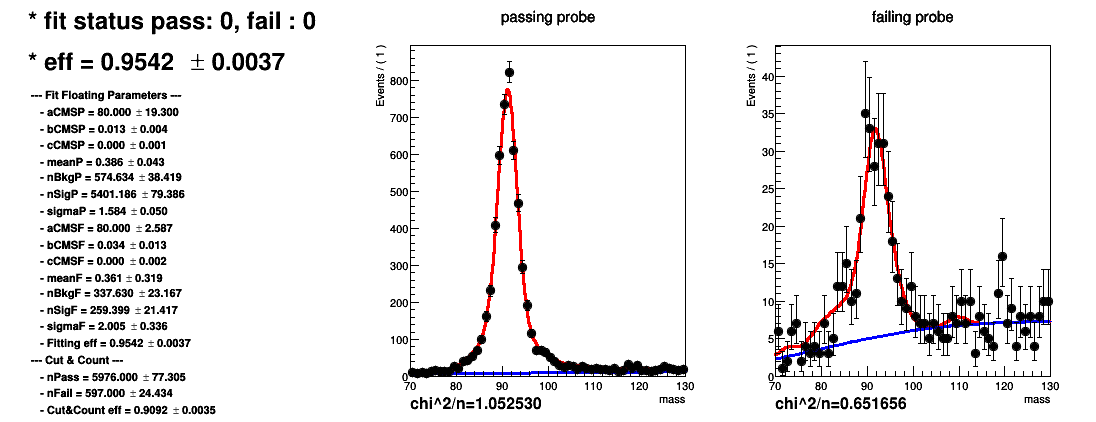 * fit status pass: 0, fail : 0
* eff = 0.9542 ± 0.0037
--- Fit Floating Parameters ---
- aCMSP = 80.000 ± 19.300
- bCMSP = 0.013 ± 0.004
- cCMSP = 0.000 ± 0.001
- meanP = 0.386 ± 0.043
- nBkgP = 574.634 ± 38.419
- nSigP = 5401.186 ± 79.386
- sigmaP = 1.584 ± 0.050
- aCMSF = 80.000 ± 2.587
- bCMSF = 0.034 ± 0.013
- cCMSF = 0.000 ± 0.002
- meanF = 0.361 ± 0.319
- nBkgF = 337.630 ± 23.167
- nSigF = 259.399 ± 21.417
- sigmaF = 2.005 ± 0.336
- Fitting eff = 0.9542 ± 0.0037
--- Cut & Count ---
- nPass = 5976.000 ± 77.305
- nFail = 597.000 ± 24.434
- Cut&Count eff = 0.9092 ± 0.0035
passing probe
Events / ( 1 )
800
700
600
500
400
300
200
100
0
70 80 90 100 110 120 130
mass
chi^2/n=1.052530
failing probe
Events / ( 1 )
40
35
30
25
20
15
10
5
0
70 80 90 100 110 120 130
mass
chi^2/n=0.651656